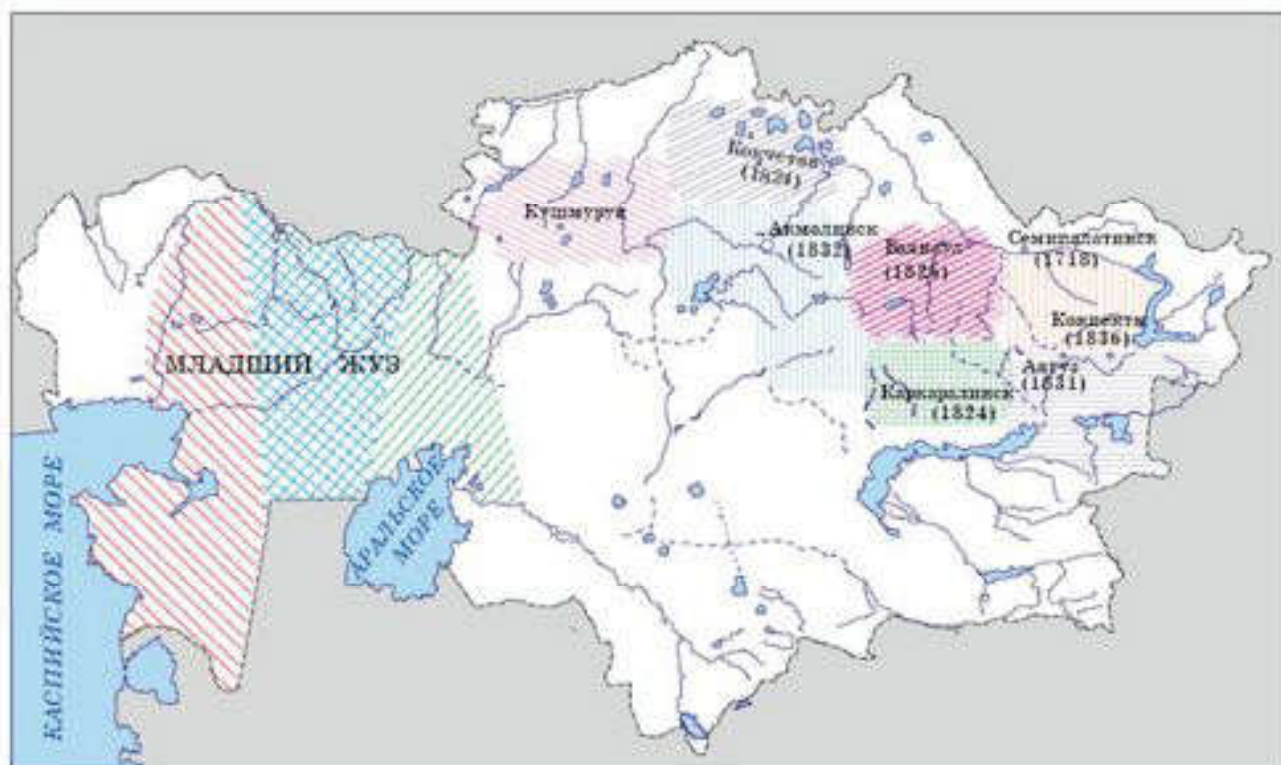 Кокчетав
(1824)
Кушмурун
Акмолинск
(1832)
Баянаул
(1826)
Семипалатинск
(1718)
Кокпекты
(1836)
Аягуз
(1831)
Каркаралинск
(1824)
МЛАДШИЙ ЖУЗ
АРАЛЬСКОЕ
МОРЕ
КАСПИЙСКОЕ МОРЕ